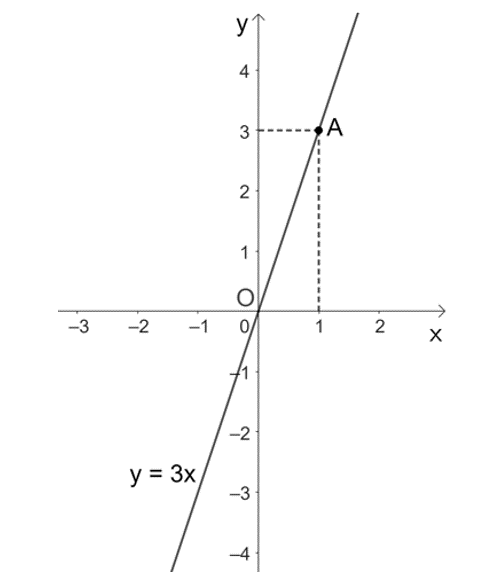 y
4
3
A
2
1
O
–3 –2 –1 0 1 2
x
–1
–2
y = 3x
–3
–4